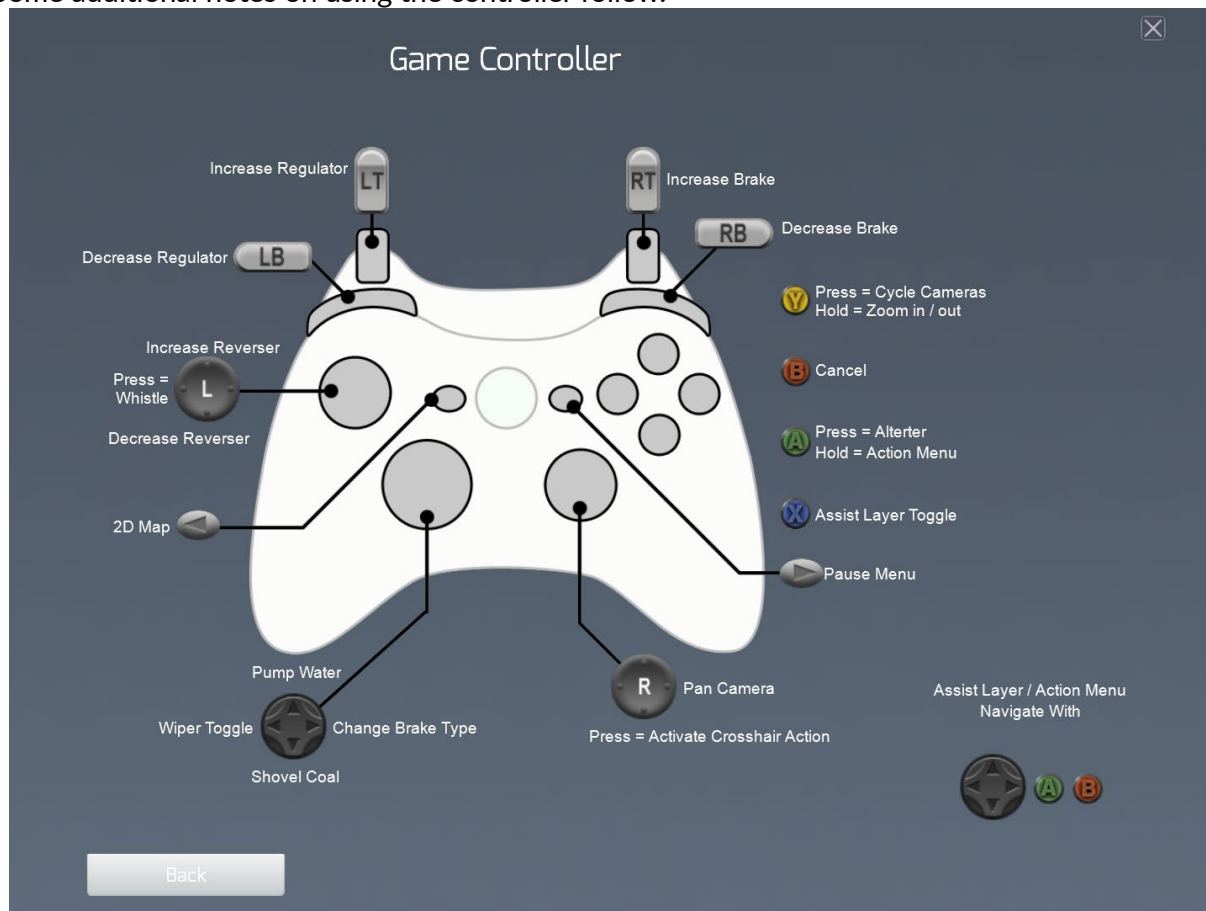 Some additional notes on using the controller follow.
Game Controller
Increase Regulator
LT
RT
Increase Brake
Decrease Regulator
LB
RB
Decrease Brake
Y
Press = Cycle Cameras
Hold = Zoom in / out
Increase Reverser
Press =
Whistle
L
Decrease Reverser
B
Cancel
A
Press = Alterter
Hold = Action Menu
2D Map
X
Assist Layer Toggle
Pause Menu
Pump Water
Wiper Toggle
Change Brake Type
Shovel Coal
R
Pan Camera
Press = Activate Crosshair Action
Assist Layer / Action Menu
Navigate With
A
B
Back